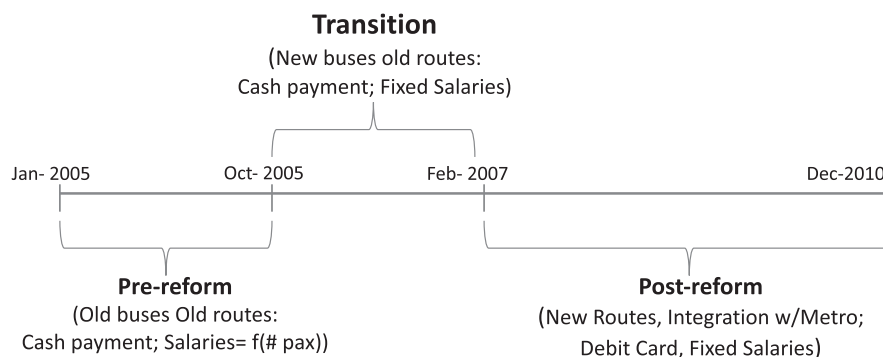 Transition
(New buses old routes:
Cash payment; Fixed Salaries)
Jan- 2005
Oct- 2005
Feb- 2007
Dec-2010
Pre-reform
(Old buses Old routes:
Cash payment; Salaries= f(# pax))
Post-reform
(New Routes, Integration w/Metro;
Debit Card, Fixed Salaries)